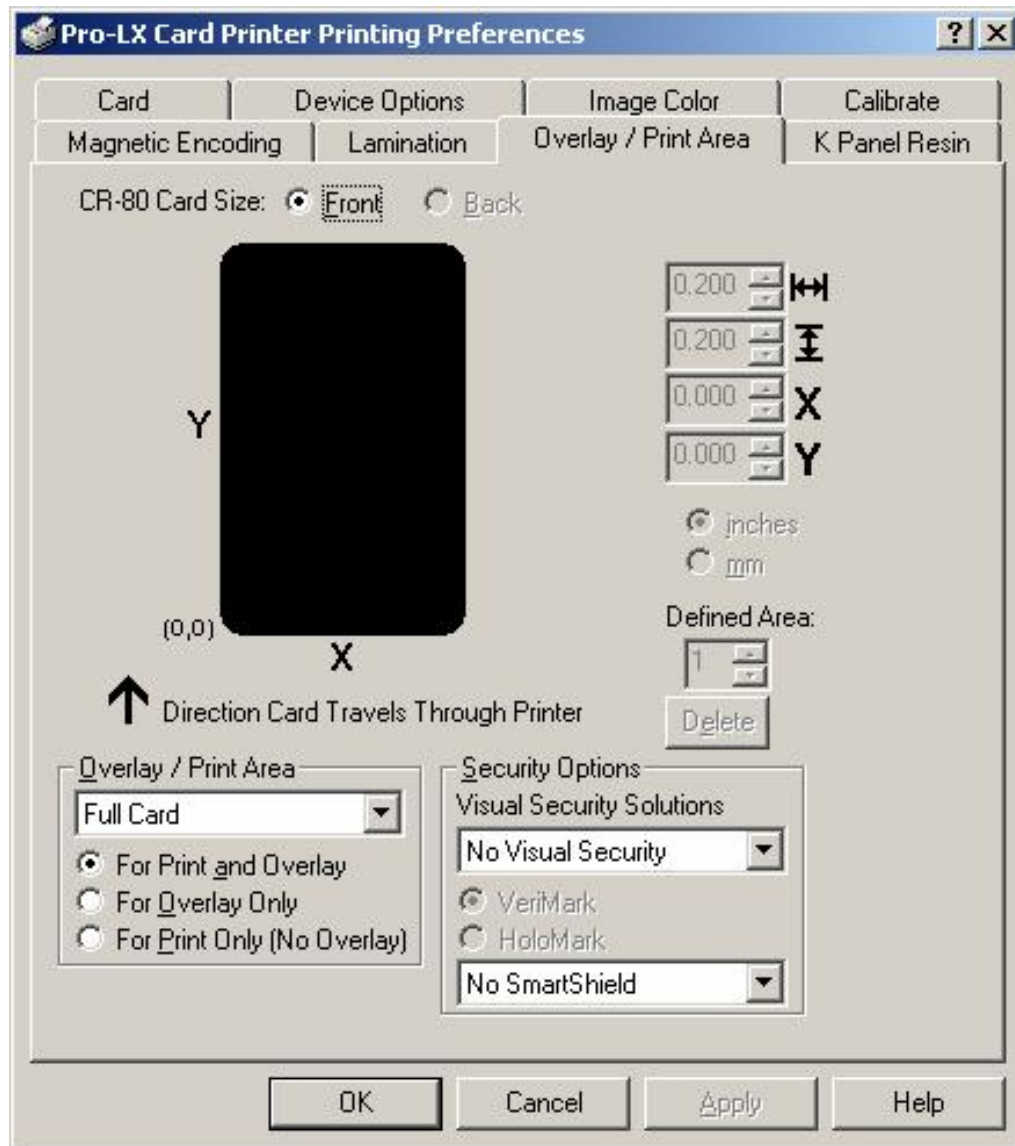 Pro-LX Card Printer Printing Preferences
Card Device Options Image Color Calibrate
Magnetic Encoding Lamination Overlay / Print Area K Panel Resin
CR-80 Card Size: Front Back
0.200
0.200
0.000 X
Y
0.000 Y
inches
mm
Defined Area:
(0,0)
X
1
Direction Card Travels Through Printer
Delete
Overlay / Print Area
Full Card
For Print and Overlay
For Overlay Only
For Print Only (No Overlay)
Security Options
Visual Security Solutions
No Visual Security
VeriMark
HoloMark
No SmartShield
OK Cancel Apply Help